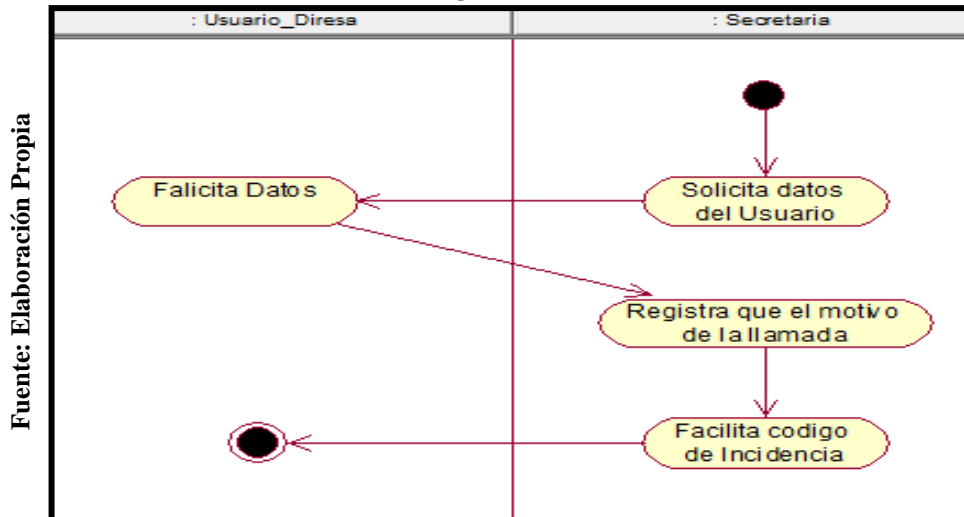 : Usuario_Diresa
: Secretaria
Fuente: Elaboración Propia
Falicita Datos
Solicita datos
del Usuario
Registra que el motivo
de la llamada
Facilita codigo
de Incidencia